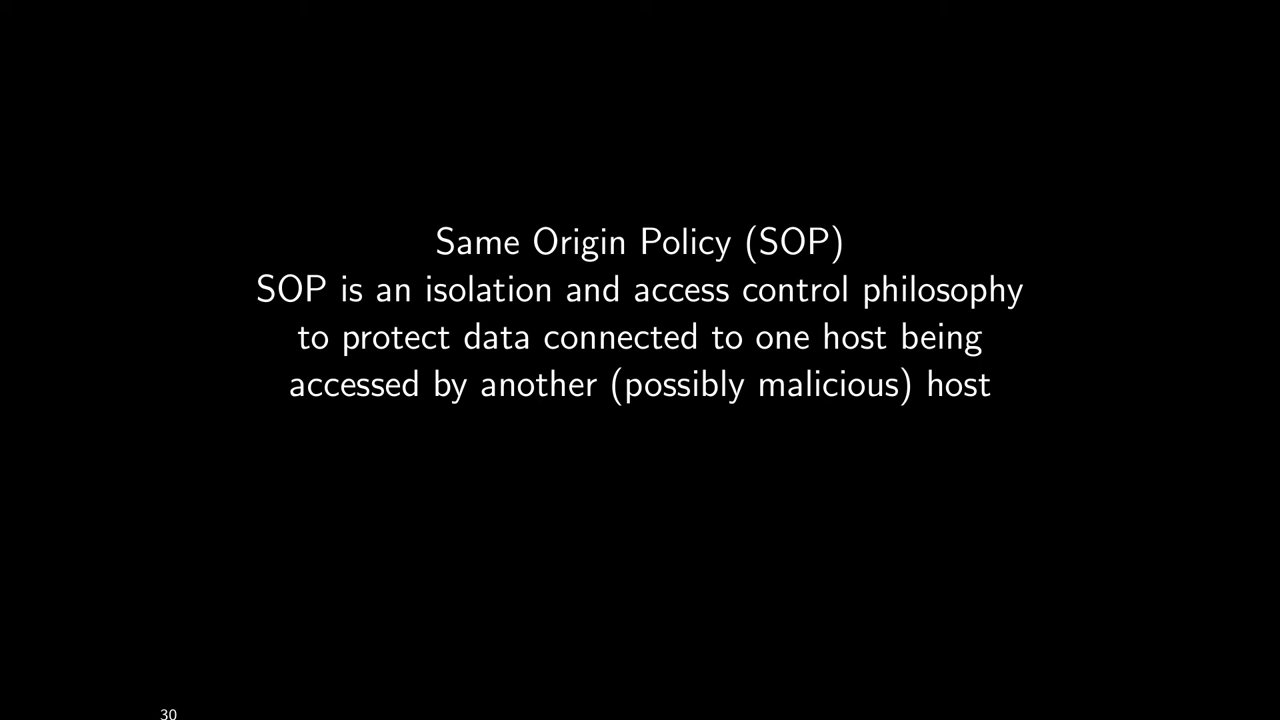 Same Origin Policy (SOP)
SOP is an isolation and access control philosophy
to protect data connected to one host being
accessed by another (possibly malicious) host
30